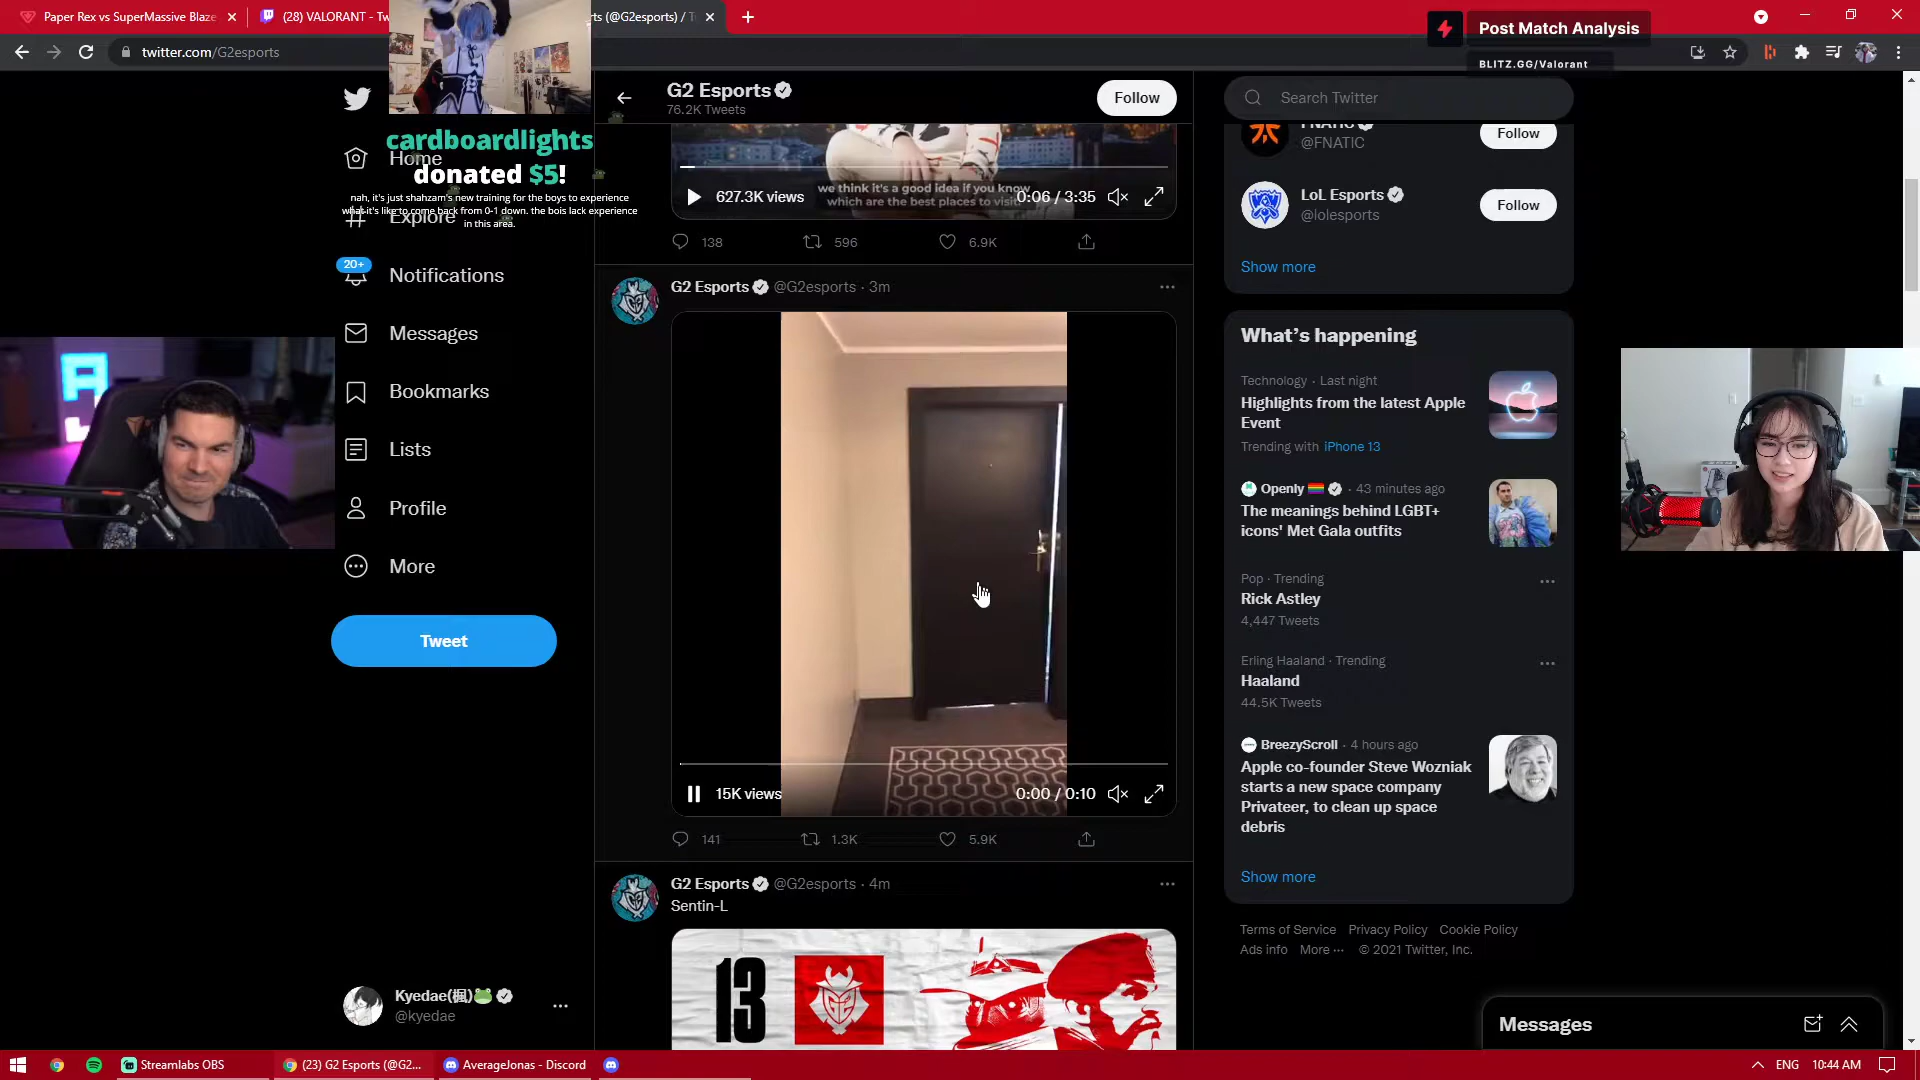 Paper Rex vs SuperMassive Blaze
(28) VALORANT - Tw
rts (@G2esports) / T
Post Match Analysis
BLITZ.GG/Valorant
twitter.com/G2esports
cardboardlights
donated $5!
nah, it's just shahzam's new training for the boys to experience
what it's like to come back from 0-1 down. the bois lack experience
in this area.
Home
Explore
20+
Notifications
Messages
Bookmarks
Lists
Profile
More
Tweet
Kyedae(楓)🐸
@kyedae
G2 Esports
76.2K Tweets
Follow
we think it's a good idea if you know
which are the best places to visit!
627.3K views
0:06 / 3:35
138
596
6.9K
G2 Esports @G2esports · 3m
15K views
0:00 / 0:10
141
1.3K
5.9K
G2 Esports @G2esports · 4m
Sentin-L
13
G2
Search Twitter
FNATIC
@FNATIC
Follow
LoL Esports
@lolesports
Follow
Show more
What's happening
Technology · Last night
Highlights from the latest Apple
Event
Trending with iPhone 13
Openly 🏳️‍🌈 · 43 minutes ago
The meanings behind LGBT+
icons' Met Gala outfits
Pop · Trending
Rick Astley
4,447 Tweets
Erling Haaland · Trending
Haaland
44.5K Tweets
BreezyScroll · 4 hours ago
Apple co-founder Steve Wozniak
starts a new space company
Privateer, to clean up space
debris
Show more
Terms of Service Privacy Policy Cookie Policy
Ads info More ··· © 2021 Twitter, Inc.
Messages
Streamlabs OBS
(23) G2 Esports (@G2...
AverageJonas - Discord
ENG
10:44 AM